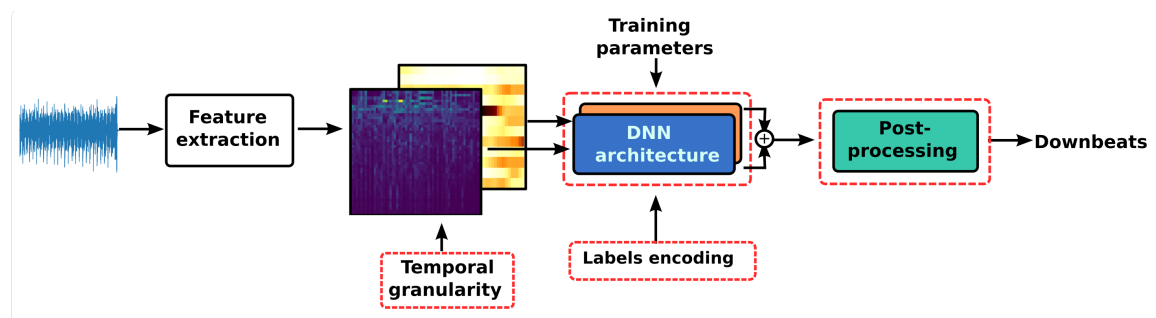 Training
parameters
Feature
extraction
DNN
architecture
+
Post-
processing
Downbeats
Temporal
granularity
Labels encoding